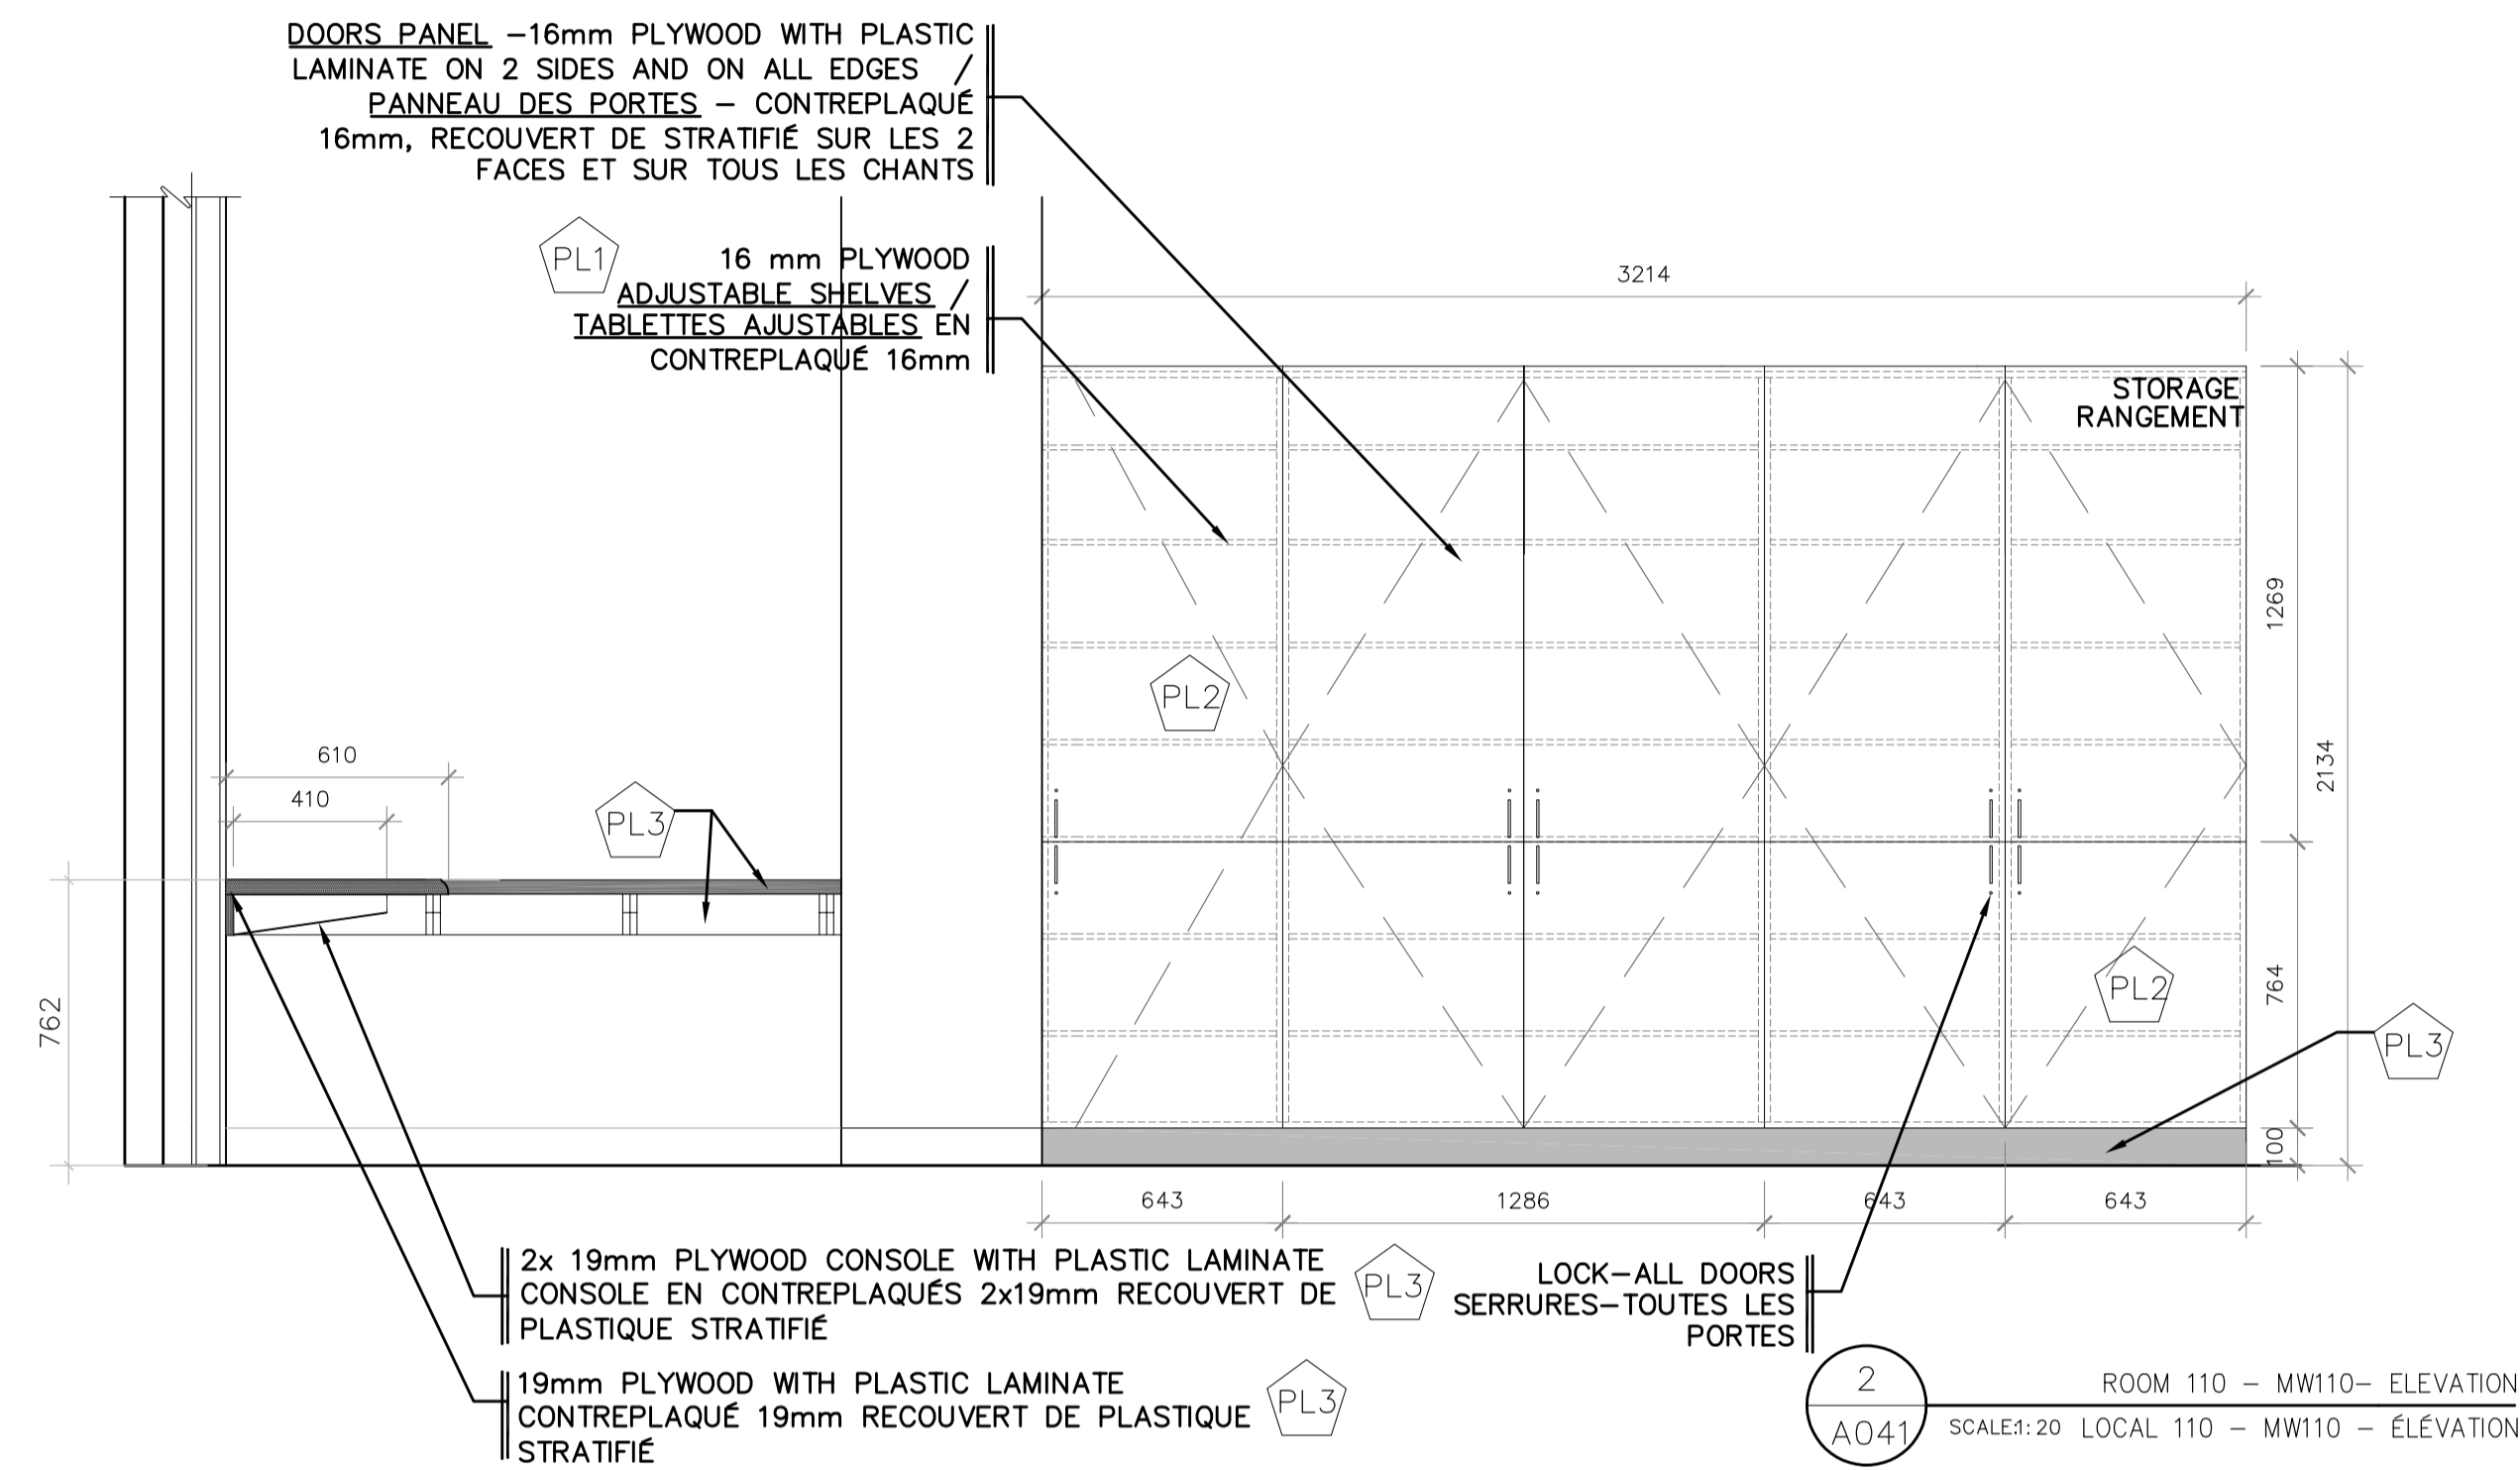 DOORS PANEL -16mm PLYWOOD WITH PLASTIC
LAMINATE ON 2 SIDES AND ON ALL EDGES /
PANNEAU DES PORTES - CONTREPLAQUÉ
16mm, RECOUVERT DE STRATIFIÉ SUR LES 2
FACES ET SUR TOUS LES CHANTS
PL1
16 mm PLYWOOD
ADJUSTABLE SHELVES /
TABLETTES AJUSTABLES EN
CONTREPLAQUÉ 16mm
3214
STORAGE
RANGEMENT
1269
2134
764
100
PL2
PL2
PL3
610
410
PL3
762
643
1286
643
643
2x 19mm PLYWOOD CONSOLE WITH PLASTIC LAMINATE
CONSOLE EN CONTREPLAQUÉS 2x19mm RECOUVERT DE
PLASTIQUE STRATIFIÉ
PL3
19mm PLYWOOD WITH PLASTIC LAMINATE
CONTREPLAQUÉ 19mm RECOUVERT DE PLASTIQUE
STRATIFIÉ
PL3
LOCK-ALL DOORS
SERRURES-TOUTES LES
PORTES
2
A041
ROOM 110 - MW110- ELEVATION
SCALE:1:20 LOCAL 110 - MW110 - ÉLÉVATION